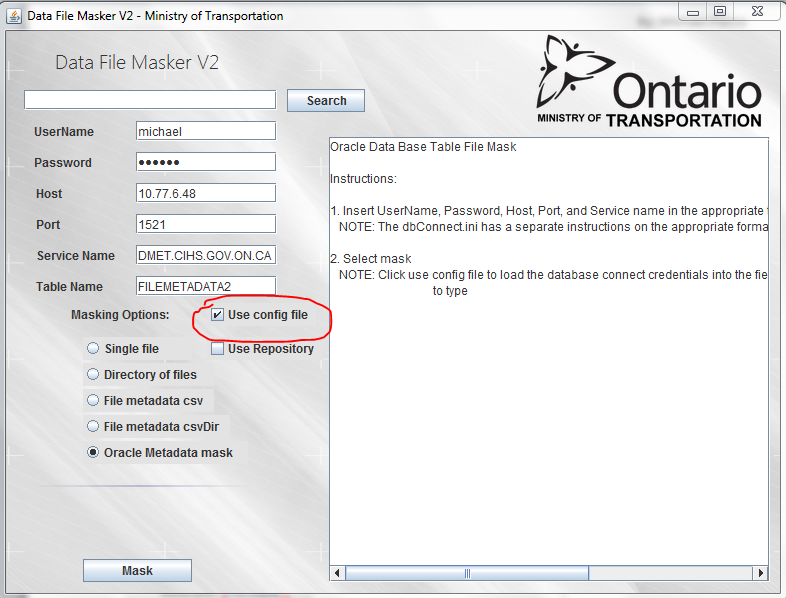 Data File Masker V2 - Ministry of Transportation
Data File Masker V2
Search
UserName
michael
Password
••••••
Host
10.77.6.48
Port
1521
Service Name
DMET.CIHS.GOV.ON.CA
Table Name
FILEMETADATA2
Masking Options:
Use config file
Single file
Use Repository
Directory of files
File metadata csv
File metadata csvDir
Oracle Metadata mask
Mask
Ontario
MINISTRY OF TRANSPORTATION
Oracle Data Base Table File Mask
Instructions:
1. Insert UserName, Password, Host, Port, and Service name in the appropriate
NOTE: The dbConnect.ini has a separate instructions on the appropriate forma
2. Select mask
NOTE: Click use config file to load the database connect credentials into the fie
to type